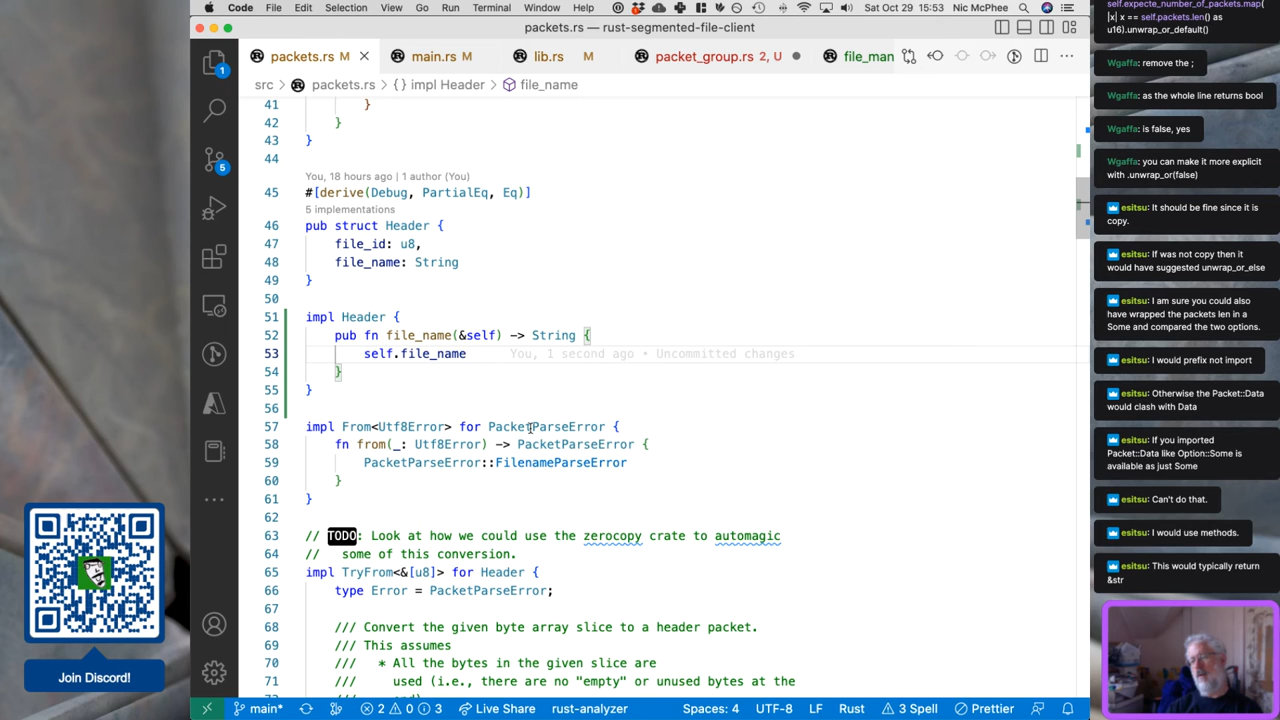 Code File Edit Selection View Go Run Terminal Window Help Sat Oct 29 15:53 Nic McPhee
packets.rs — rust-segmented-file-client
packets.rs M main.rs M lib.rs M packet_group.rs 2, U file_man
src > packets.rs > {} impl Header > file_name
41 }
42 }
43 }
44
You, 18 hours ago | 1 author (You)
45 #[derive(Debug, PartialEq, Eq)]
5 implementations
46 pub struct Header {
47 file_id: u8,
48 file_name: String
49 }
50
51 impl Header {
52 pub fn file_name(&self) -> String {
53 self.file_name You, 1 second ago • Uncommitted changes
54 }
55 }
56
57 impl From<Utf8Error> for PacketParseError {
58 fn from(_: Utf8Error) -> PacketParseError {
59 PacketParseError::FilenameParseError
60 }
61 }
62
63 // TODO: Look at how we could use the zerocopy crate to automagic
64 // some of this conversion.
65 impl TryFrom<&[u8]> for Header {
66 type Error = PacketParseError;
67
68 /// Convert the given byte array slice to a header packet.
69 /// This assumes
70 /// * All the bytes in the given slice are
71 /// used (i.e., there are no "empty" or unused bytes at the
72 /// end)
1
5
main* 2 0 3 Live Share rust-analyzer Spaces: 4 UTF-8 LF Rust 3 Spell Prettier
Join Discord!
self.expecte_number_of_packets.map(
|x| x == self.packets.len() as
u16).unwrap_or_default()
Wgaffa: remove the ;
Wgaffa: as the whole line returns bool
Wgaffa: is false, yes
Wgaffa: you can make it more explicit
with .unwrap_or(false)
esitsu: It should be fine since it is
copy.
esitsu: If was not copy then it
would have suggested unwrap_or_else
esitsu: I am sure you could also
have wrapped the packets len in a
Some and compared the two options.
esitsu: I would prefix not import
esitsu: Otherwise the Packet::Data
would clash with Data
esitsu: If you imported
Packet::Data like Option::Some is
available as just Some
esitsu: Can't do that.
esitsu: I would use methods.
esitsu: This would typically return
&str